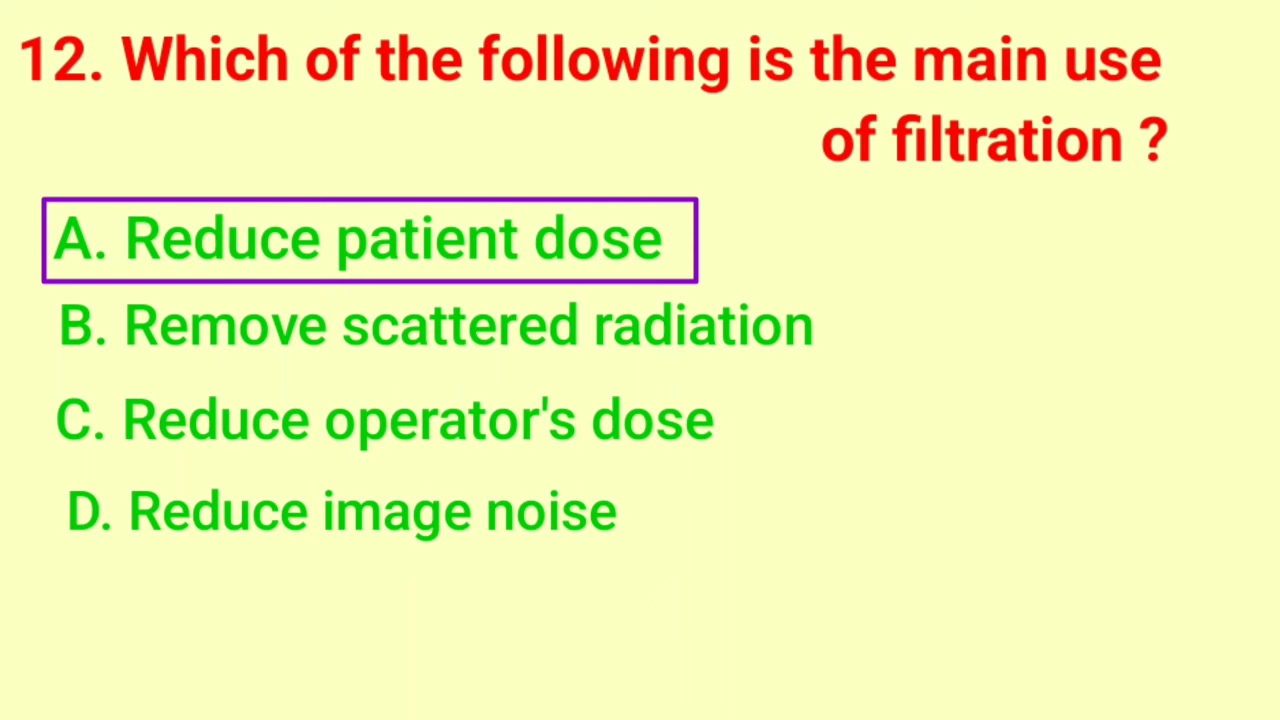 12. Which of the following is the main use
of filtration ?
A. Reduce patient dose
B. Remove scattered radiation
C. Reduce operator's dose
D. Reduce image noise